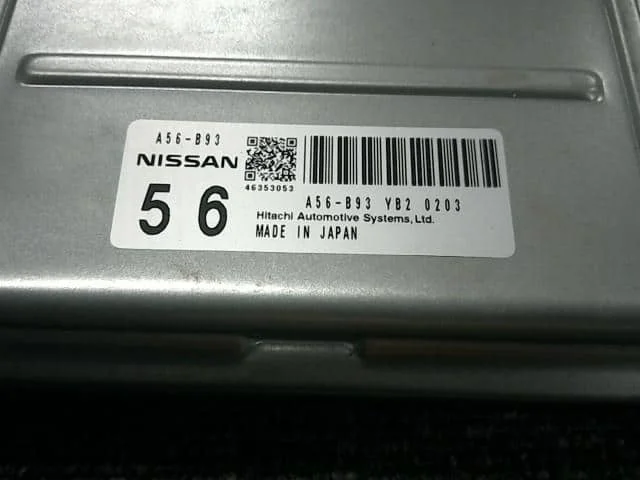 A56-B93
NISSAN
46353053
56
A56-B93 YB2 0203
Hitachi Automotive Systems, Ltd.
MADE IN JAPAN